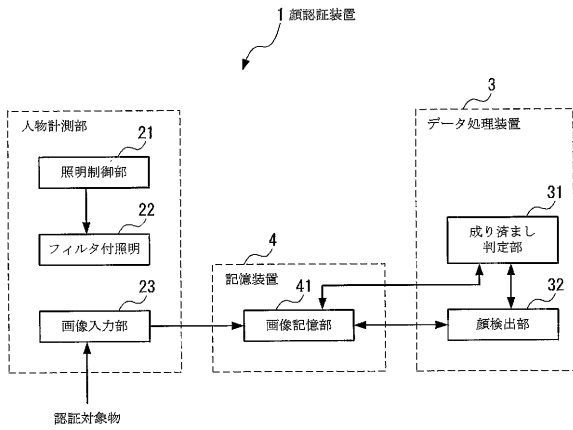 1 顔認証装置
人物計測部
21
照明制御部
22
フィルタ付照明
23
画像入力部
認証対象物
4
記憶装置
41
画像記憶部
3
データ処理装置
31
成り済まし
判定部
32
顔検出部